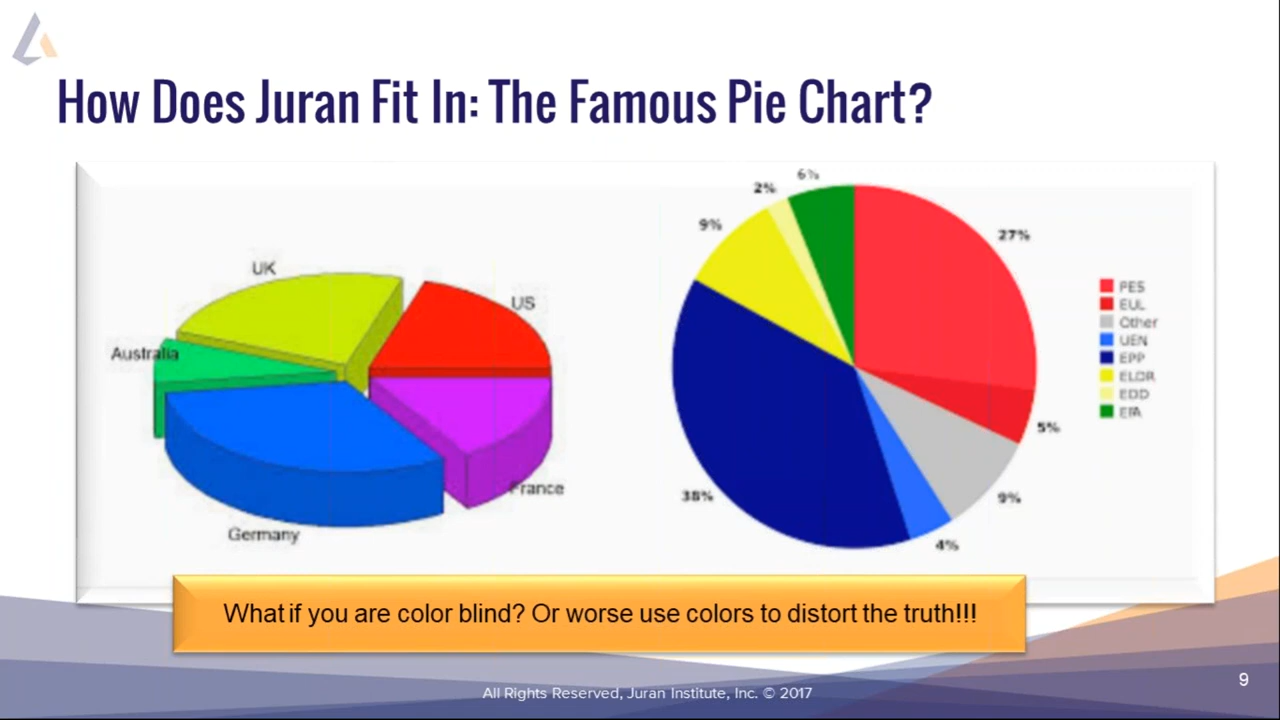 How Does Juran Fit In: The Famous Pie Chart?
UK
US
Australia
France
Germany
6%
2%
9%
27%
38%
5%
9%
4%
PES
EUL
Other
UEN
EPP
ELDR
EDD
EFA
What if you are color blind? Or worse use colors to distort the truth!!!
All Rights Reserved, Juran Institute, Inc. © 2017
9